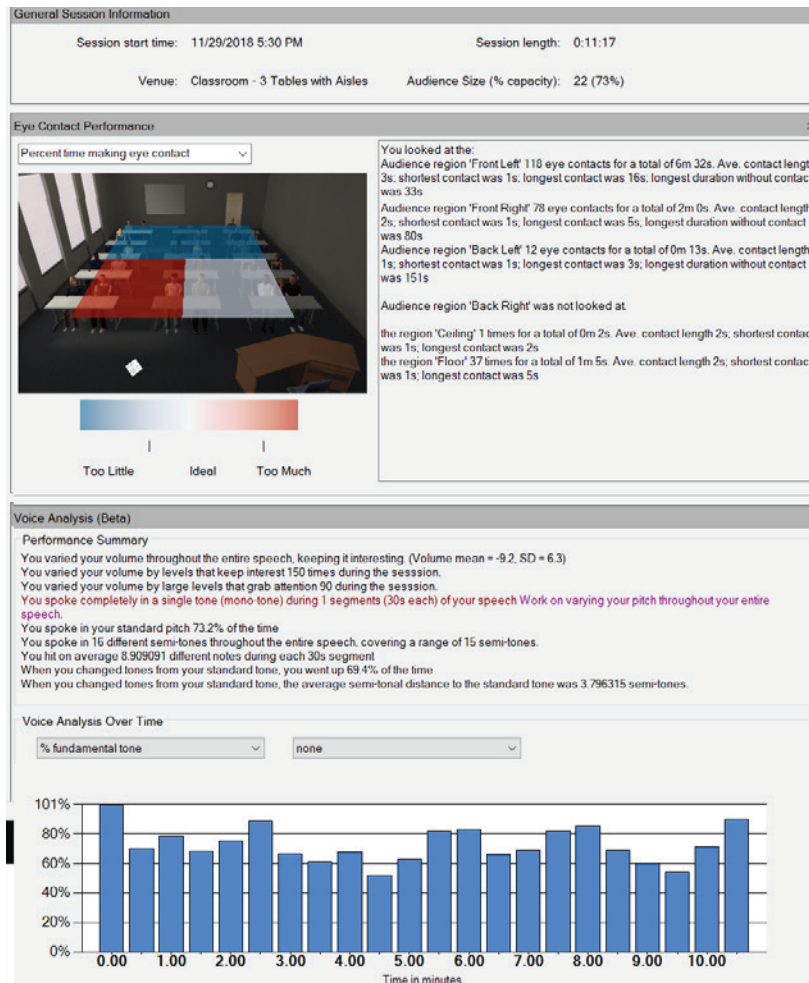 General Session Information
Session start time: 11/29/2018 5:30 PM Session length: 0:11:17
Venue: Classroom - 3 Tables with Aisles Audience Size (% capacity): 22 (73%)
Eye Contact Performance
Percent time making eye contact
Too Little Ideal Too Much
You looked at the:
Audience region 'Front Left' 118 eye contacts for a total of 6m 32s. Ave. contact lengt
3s; shortest contact was 1s; longest contact was 16s; longest duration without contac
was 33s
Audience region 'Front Right' 78 eye contacts for a total of 2m 0s. Ave. contact length
2s; shortest contact was 1s; longest contact was 5s; longest duration without contact
was 80s
Audience region 'Back Left' 12 eye contacts for a total of 0m 13s. Ave. contact length
1s; shortest contact was 1s; longest contact was 3s; longest duration without contact
was 151s
Audience region 'Back Right' was not looked at.
the region 'Ceiling' 1 times for a total of 0m 2s. Ave. contact length 2s; shortest contac
was 1s; longest contact was 2s
the region 'Floor' 37 times for a total of 1m 5s. Ave. contact length 2s; shortest contac
was 1s; longest contact was 5s
Voice Analysis (Beta)
Performance Summary
You varied your volume throughout the entire speech, keeping it interesting. (Volume mean = -9.2, SD = 6.3)
You varied your volume by levels that keep interest 150 times during the sesssion.
You varied your volume by large levels that grab attention 90 during the sesssion.
You spoke completely in a single tone (mono-tone) during 1 segments (30s each) of your speech Work on varying your pitch throughout your entire
speech.
You spoke in your standard pitch 73.2% of the time
You spoke in 16 different semi-tones throughout the entire speech, covering a range of 15 semi-tones.
You hit on average 8.909091 different notes during each 30s segment
When you changed tones from your standard tone, you went up 69.4% of the time
When you changed tones from your standard tone, the average semi-tonal distance to the standard tone was 3.796315 semi-tones.
Voice Analysis Over Time
% fundamental tone none
101%
80%
60%
40%
20%
0%
0.00 1.00 2.00 3.00 4.00 5.00 6.00 7.00 8.00 9.00 10.00
Time in minutes